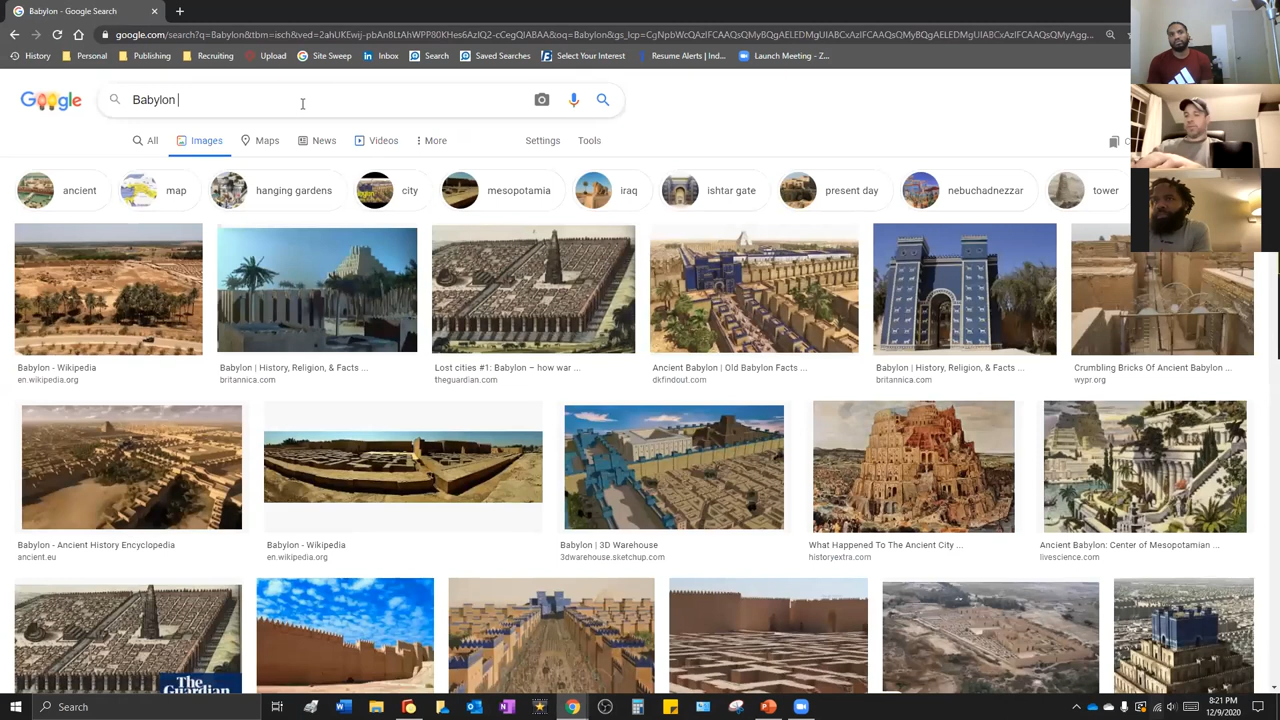 Babylon - Google Search
google.com/search?q=Babylon&tbm=isch&ved=2ahUKEwij-pbAn8LtAhWPP80KHes6AzIQ2-cCegQIABAA&oq=Babylon&gs_lcp=CgNpbWcQAzIFCAAQsQMyBQgAELEDMgUIABCxAzIFCAAQsQMyBQgAELEDMgUIABCxAzIFCAAQsQMyBQgAELEDMgUIABCxAzIFCAAQsQMyAgg...
History Personal Publishing Recruiting Upload Site Sweep Inbox Search Saved Searches Select Your Interest Resume Alerts | Ind... Launch Meeting - Z...
Google
Babylon
All Images Maps News Videos More Settings Tools
ancient map hanging gardens city mesopotamia iraq ishtar gate present day nebuchadnezzar tower
Babylon - Wikipedia
en.wikipedia.org
Babylon | History, Religion, & Facts ...
britannica.com
Lost cities #1: Babylon – how war ...
theguardian.com
Ancient Babylon | Old Babylon Facts ...
dkfindout.com
Babylon | History, Religion, & Facts ...
britannica.com
Crumbling Bricks Of Ancient Babylon ...
wypr.org
Babylon - Ancient History Encyclopedia
ancient.eu
Babylon - Wikipedia
en.wikipedia.org
Babylon | 3D Warehouse
3dwarehouse.sketchup.com
What Happened To The Ancient City ...
historyextra.com
Ancient Babylon: Center of Mesopotamian ...
livescience.com
The
Guardian
Search
8:21 PM
12/9/2020